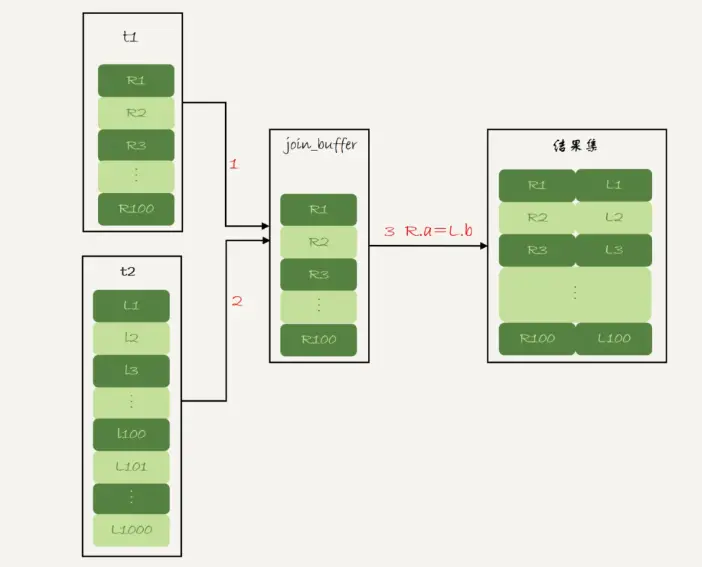 t1
R1
R2
R3
⋮
R100
1
t2
L1
l2
l3
⋮
l100
L101
⋮
L1000
2
join_buffer
R1
R2
R3
⋮
R100
3 R.a=L.b
结果集
R1 L1
R2 L2
R3 L3
⋮
R100 L100